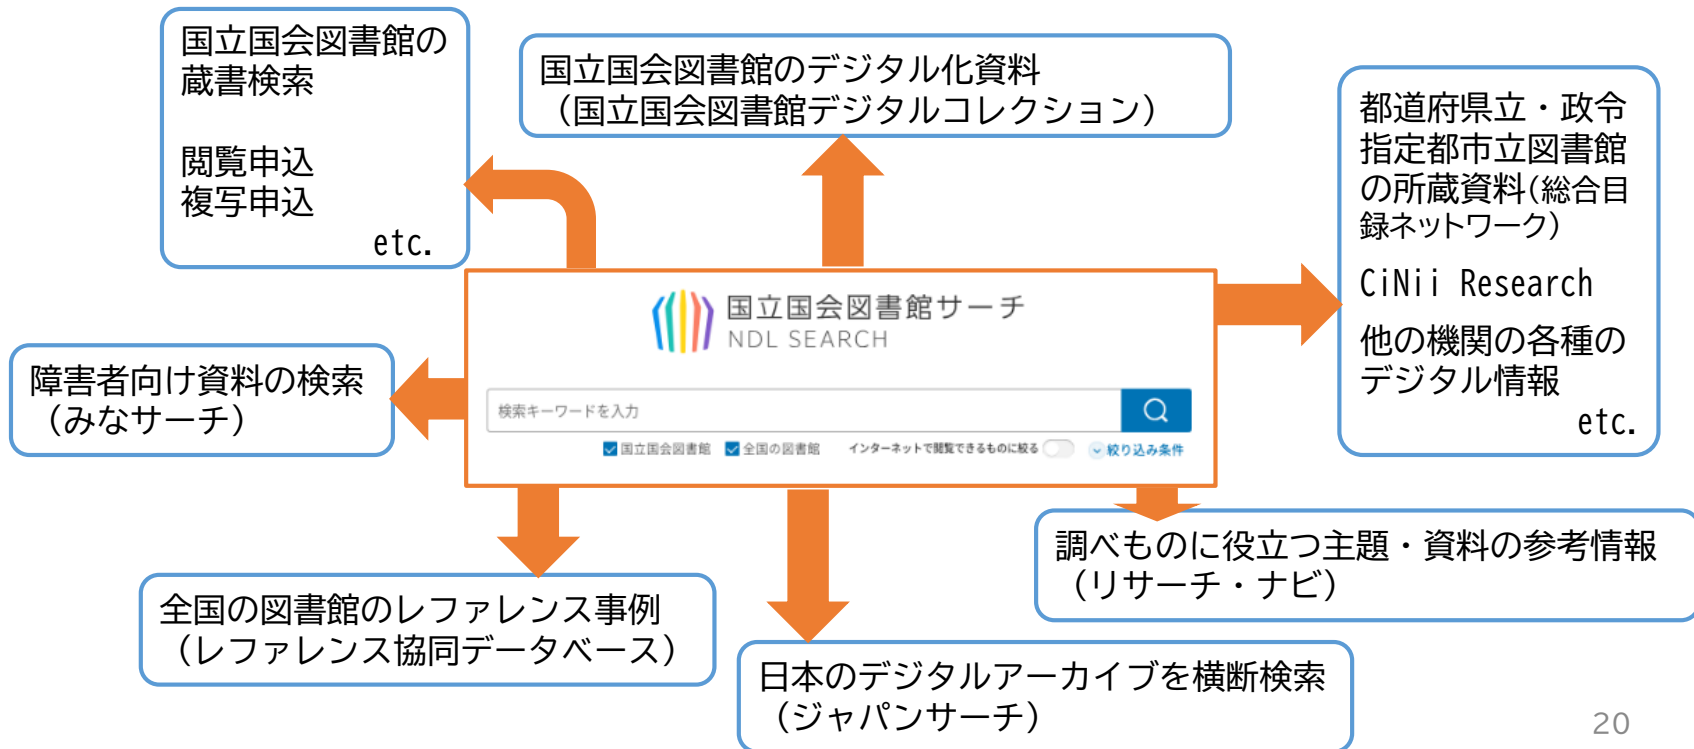 国立国会図書館の
蔵書検索
閲覧申込
複写申込
etc.
国立国会図書館のデジタル化資料
（国立国会図書館デジタルコレクション）
都道府県立・政令
指定都市立図書館
の所蔵資料(総合目
録ネットワーク)
CiNii Research
他の機関の各種の
デジタル情報
etc.
国立国会図書館サーチ
NDL SEARCH
検索キーワードを入力
国立国会図書館 全国の図書館 インターネットで閲覧できるものに絞る 絞り込み条件
障害者向け資料の検索
（みなサーチ）
調べものに役立つ主題・資料の参考情報
（リサーチ・ナビ）
全国の図書館のレファレンス事例
（レファレンス協同データベース）
日本のデジタルアーカイブを横断検索
（ジャパンサーチ）
20